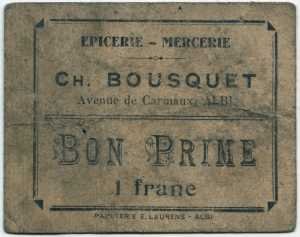 EPICERIE - MERCERIE
CH. BOUSQUET
Avenue de Carmaux, ALBI
BON PRIME
1 franc
PAPETERIE E. LAURENS - ALBI